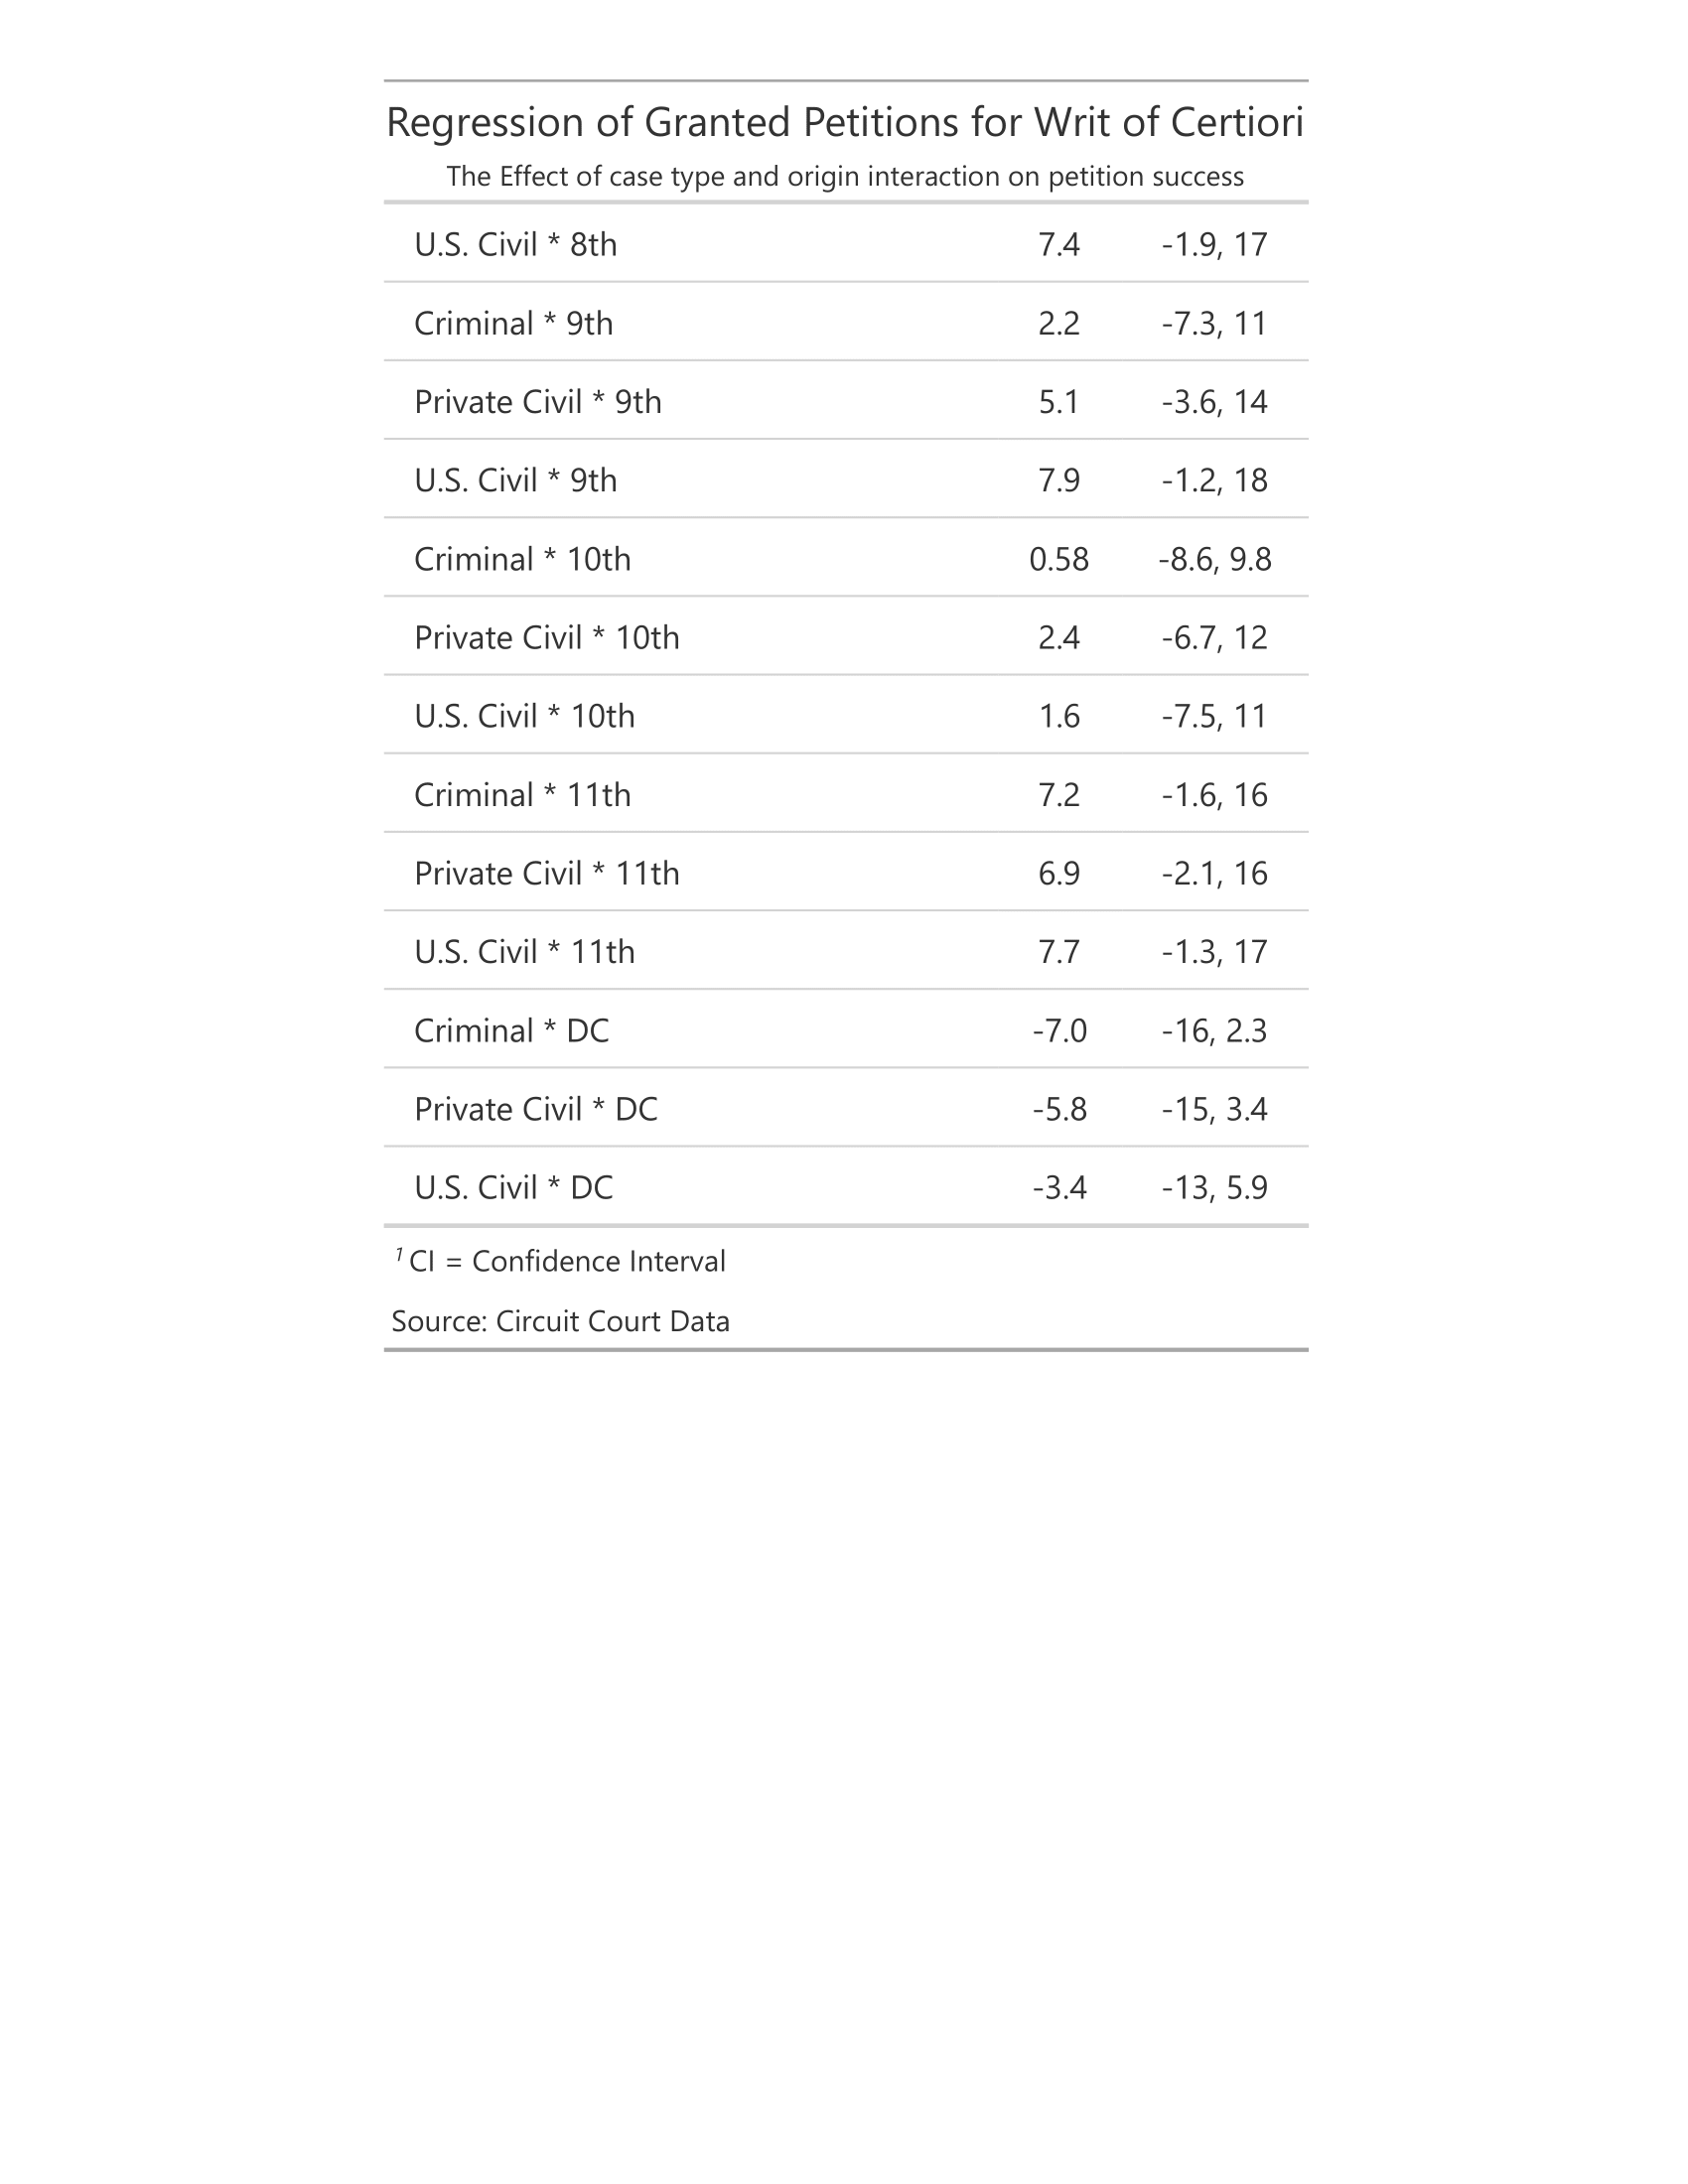 Regression of Granted Petitions for Writ of Certiori
The Effect of case type and origin interaction on petition success
U.S. Civil * 8th 7.4 -1.9, 17
Criminal * 9th 2.2 -7.3, 11
Private Civil * 9th 5.1 -3.6, 14
U.S. Civil * 9th 7.9 -1.2, 18
Criminal * 10th 0.58 -8.6, 9.8
Private Civil * 10th 2.4 -6.7, 12
U.S. Civil * 10th 1.6 -7.5, 11
Criminal * 11th 7.2 -1.6, 16
Private Civil * 11th 6.9 -2.1, 16
U.S. Civil * 11th 7.7 -1.3, 17
Criminal * DC -7.0 -16, 2.3
Private Civil * DC -5.8 -15, 3.4
U.S. Civil * DC -3.4 -13, 5.9
1 CI = Confidence Interval
Source: Circuit Court Data